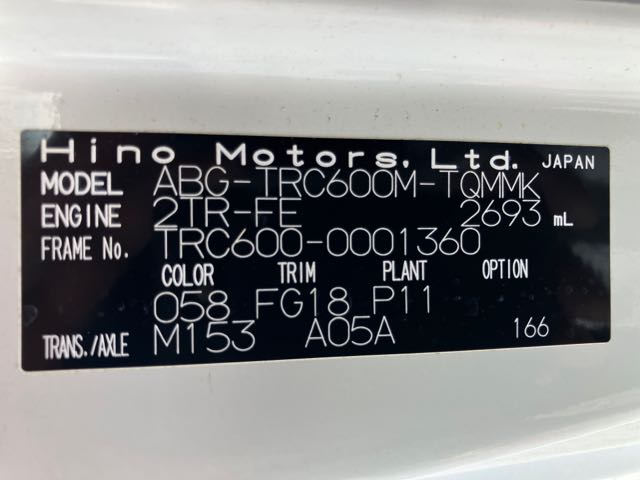 Hino Motors, Ltd. JAPAN
MODEL ABG-TRC600M-TQMMK
ENGINE 2TR-FE 2693 mL
FRAME No. TRC600-0001360
COLOR TRIM PLANT OPTION
058 FG18 P11
TRANS./AXLE M153 A05A 166